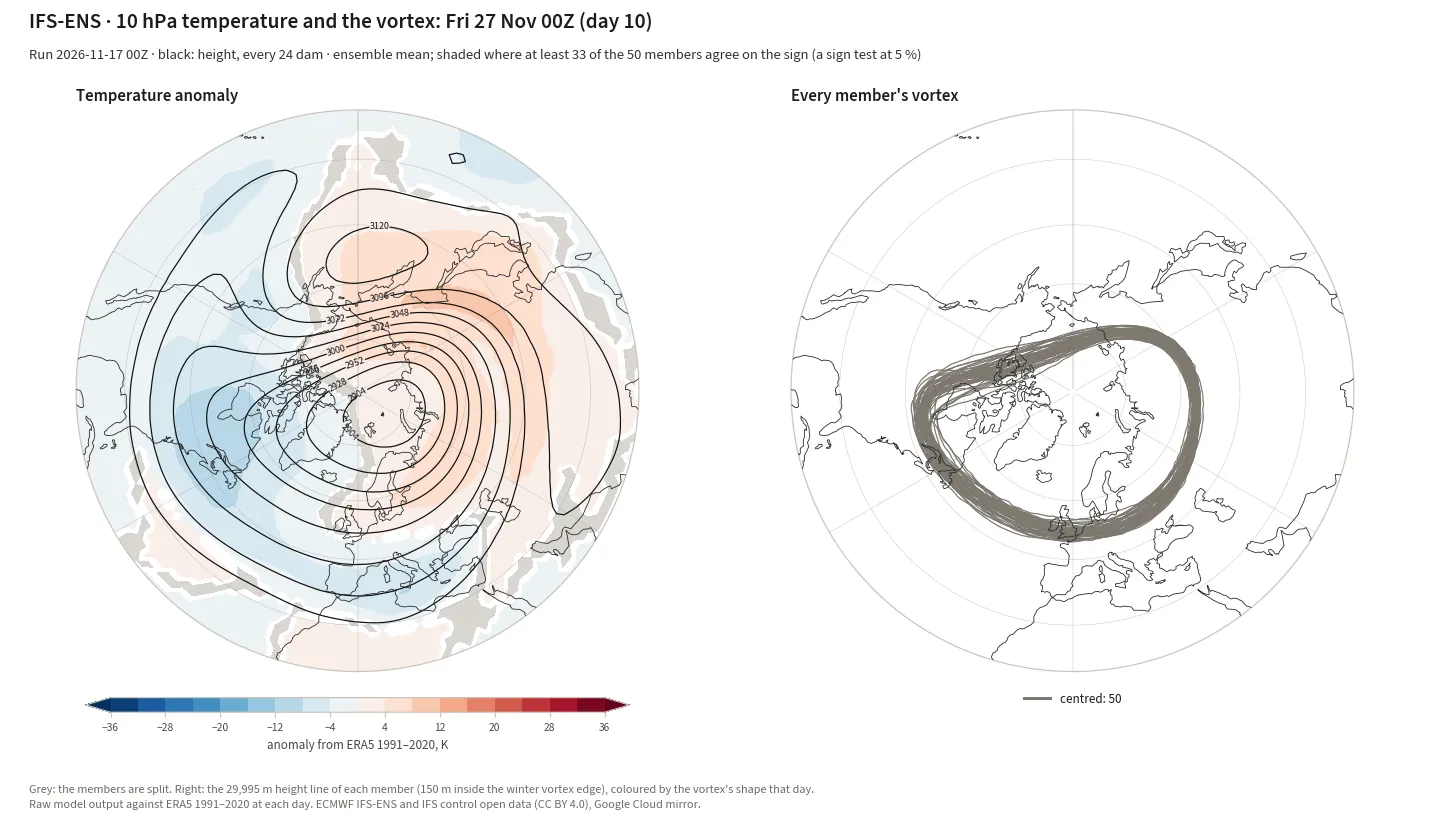 IFS-ENS · 10 hPa temperature and the vortex: Fri 27 Nov 00Z (day 10)
Run 2026-11-17 00Z · black: height, every 24 dam · ensemble mean; shaded where at least 33 of the 50 members agree on the sign (a sign test at 5 %)
Temperature anomaly
Every member's vortex
3120
3096
3072
3048
3024
3000
2952
2928
2904
−36 −28 −20 −12 −4 4 12 20 28 36
anomaly from ERA5 1991–2020, K
centred: 50
Grey: the members are split. Right: the 29,995 m height line of each member (150 m inside the winter vortex edge), coloured by the vortex's shape that day.
Raw model output against ERA5 1991–2020 at each day. ECMWF IFS-ENS and IFS control open data (CC BY 4.0), Google Cloud mirror.